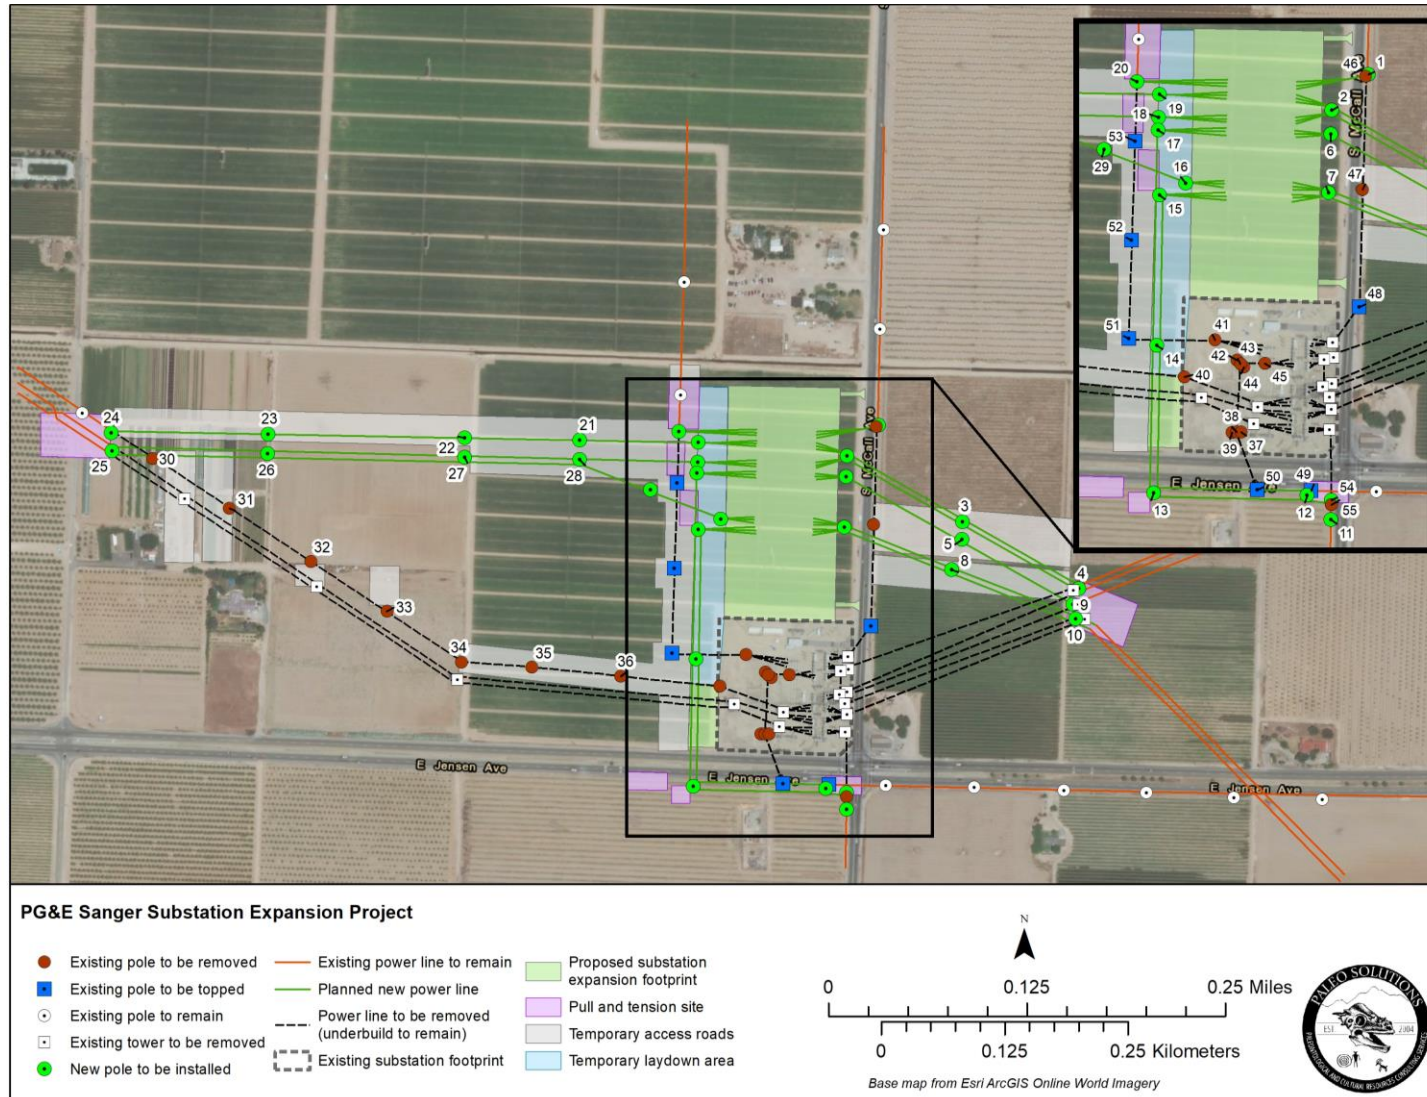 46
1
20
2
19
18
17
53
6
S McCall Ave
29
16
7
47
15
52
48
51
41
43
42
14
40
44
45
38
39
37
E Jensen Ave
50
49
54
13
12
55
11
24
23
21
22
25
26
27
28
30
31
S McCall Ave
3
5
32
8
4
33
9
10
34
35
36
E Jensen Ave
E Jensen Ave
E Jensen Ave
PG&E Sanger Substation Expansion Project
Existing pole to be removed
Existing pole to be topped
Existing pole to remain
Existing tower to be removed
New pole to be installed
Existing power line to remain
Planned new power line
Power line to be removed
(underbuild to remain)
Existing substation footprint
Proposed substation
expansion footprint
Pull and tension site
Temporary access roads
Temporary laydown area
N
0 0.125 0.25 Miles
0 0.125 0.25 Kilometers
Base map from Esri ArcGIS Online World Imagery
PALEO SOLUTIONS
EST. 2004
PALEONTOLOGICAL AND CULTURAL RESOURCES CONSULTING SERVICES